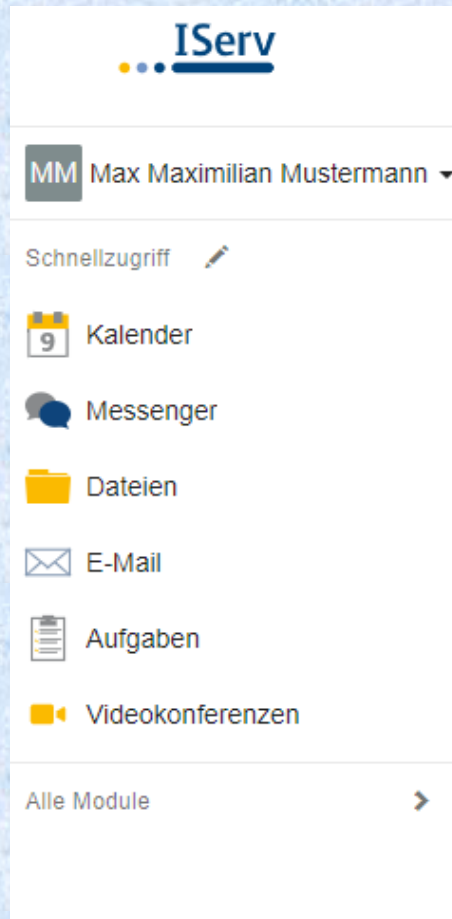 IServ
MM Max Maximilian Mustermann
Schnellzugriff
9 Kalender
Messenger
Dateien
E-Mail
Aufgaben
Videokonferenzen
Alle Module